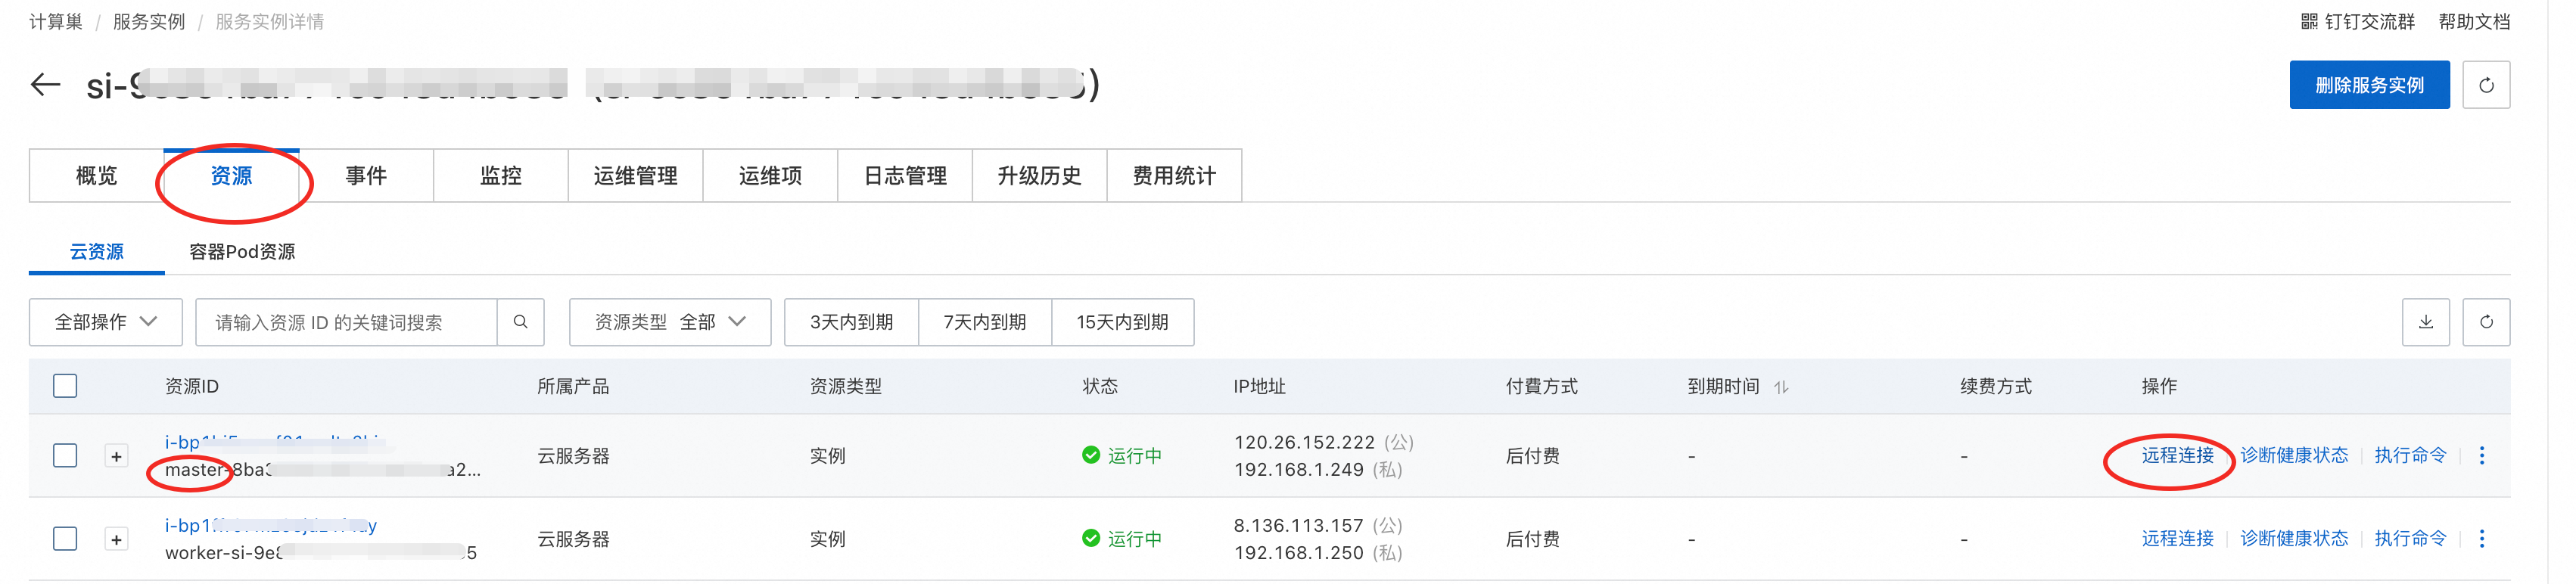 计算巢 / 服务实例 / 服务实例详情
钉钉交流群 帮助文档
si-9
删除服务实例
概览 资源 事件 监控 运维管理 运维项 日志管理 升级历史 费用统计
云资源 容器Pod资源
全部操作 请输入资源 ID 的关键词搜索 资源类型 全部 3天内到期 7天内到期 15天内到期
资源ID 所属产品 资源类型 状态 IP地址 付費方式 到期时间 续费方式 操作
i-bp1
master-8ba3 a2...
云服务器 实例 运行中
120.26.152.222 (公)
192.168.1.249 (私)
后付费 - - 远程连接 诊断健康状态 执行命令
i-bp1 y
worker-si-9e8 5
云服务器 实例 运行中
8.136.113.157 (公)
192.168.1.250 (私)
后付费 - - 远程连接 诊断健康状态 执行命令